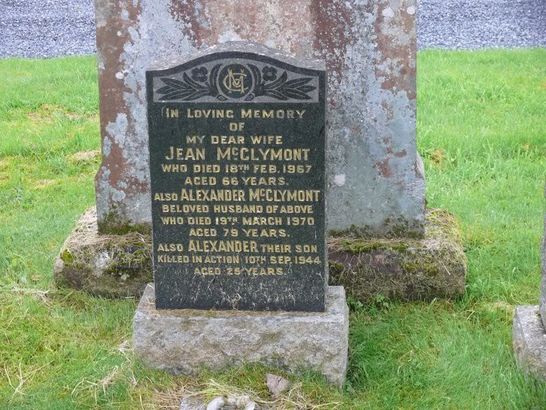 IN LOVING MEMORY
OF
MY DEAR WIFE
JEAN McCLYMONT
WHO DIED 18TH FEB. 1967
AGED 66 YEARS.
ALSO ALEXANDER McCLYMONT
BELOVED HUSBAND OF ABOVE
WHO DIED 19TH MARCH 1970
AGED 79 YEARS.
ALSO ALEXANDER THEIR SON
KILLED IN ACTION 10TH SEP. 1944
AGED 25 YEARS.